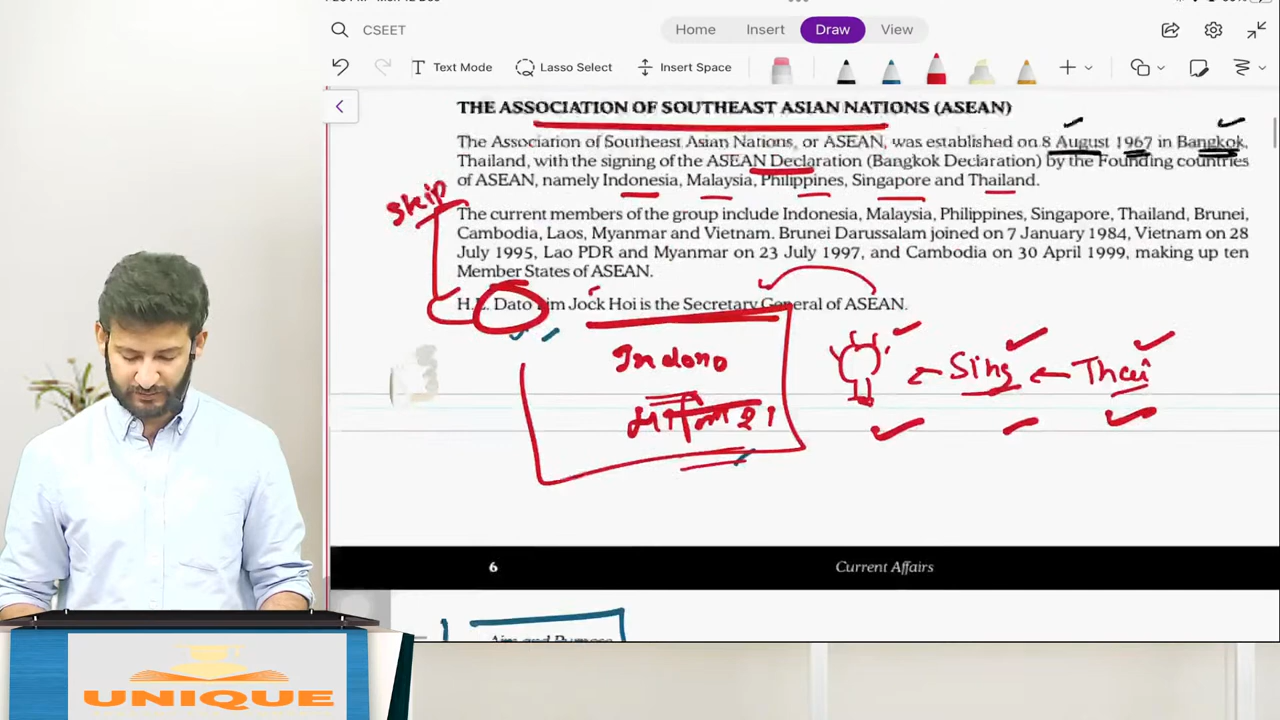 CSEET
Home Insert Draw View
Text Mode Lasso Select Insert Space
THE ASSOCIATION OF SOUTHEAST ASIAN NATIONS (ASEAN)
The Association of Southeast Asian Nations, or ASEAN, was established on 8 August 1967 in Bangkok,
Thailand, with the signing of the ASEAN Declaration (Bangkok Declaration) by the Founding countries
of ASEAN, namely Indonesia, Malaysia, Philippines, Singapore and Thailand.
Skip
The current members of the group include Indonesia, Malaysia, Philippines, Singapore, Thailand, Brunei,
Cambodia, Laos, Myanmar and Vietnam. Brunei Darussalam joined on 7 January 1984, Vietnam on 28
July 1995, Lao PDR and Myanmar on 23 July 1997, and Cambodia on 30 April 1999, making up ten
Member States of ASEAN.
H.E. Dato Lim Jock Hoi is the Secretary General of ASEAN.
Indono
Sing Thai
6 Current Affairs
Aim and Purpose
UNIQUE